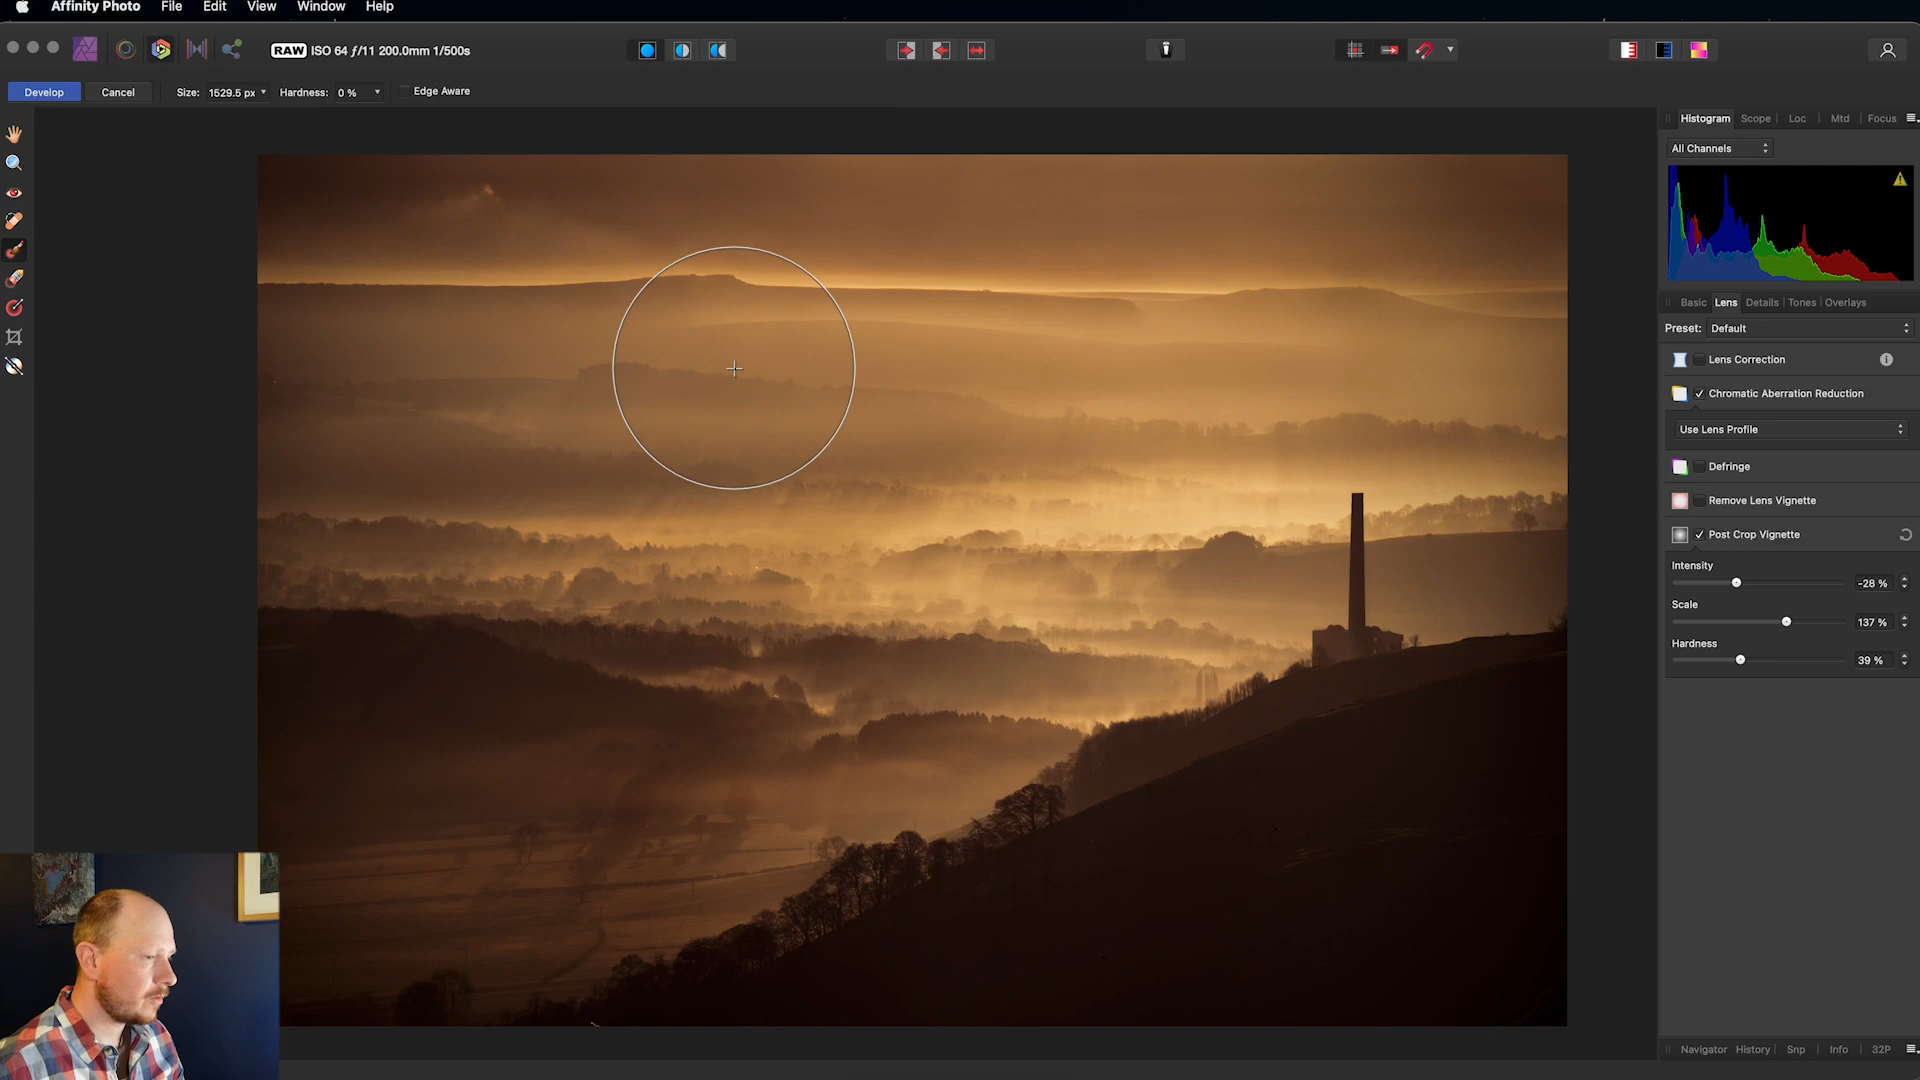 Affinity Photo File Edit View Window Help
RAW ISO 64 ƒ/11 200.0mm 1/500s
Develop Cancel Size: 1529.5 px Hardness: 0 % Edge Aware
Histogram Scope Loc Mtd Focus
All Channels
Basic Lens Details Tones Overlays
Preset: Default
Lens Correction
Chromatic Aberration Reduction
Use Lens Profile
Defringe
Remove Lens Vignette
Post Crop Vignette
Intensity
-28 %
Scale
137 %
Hardness
39 %
Navigator History Snp Info 32P